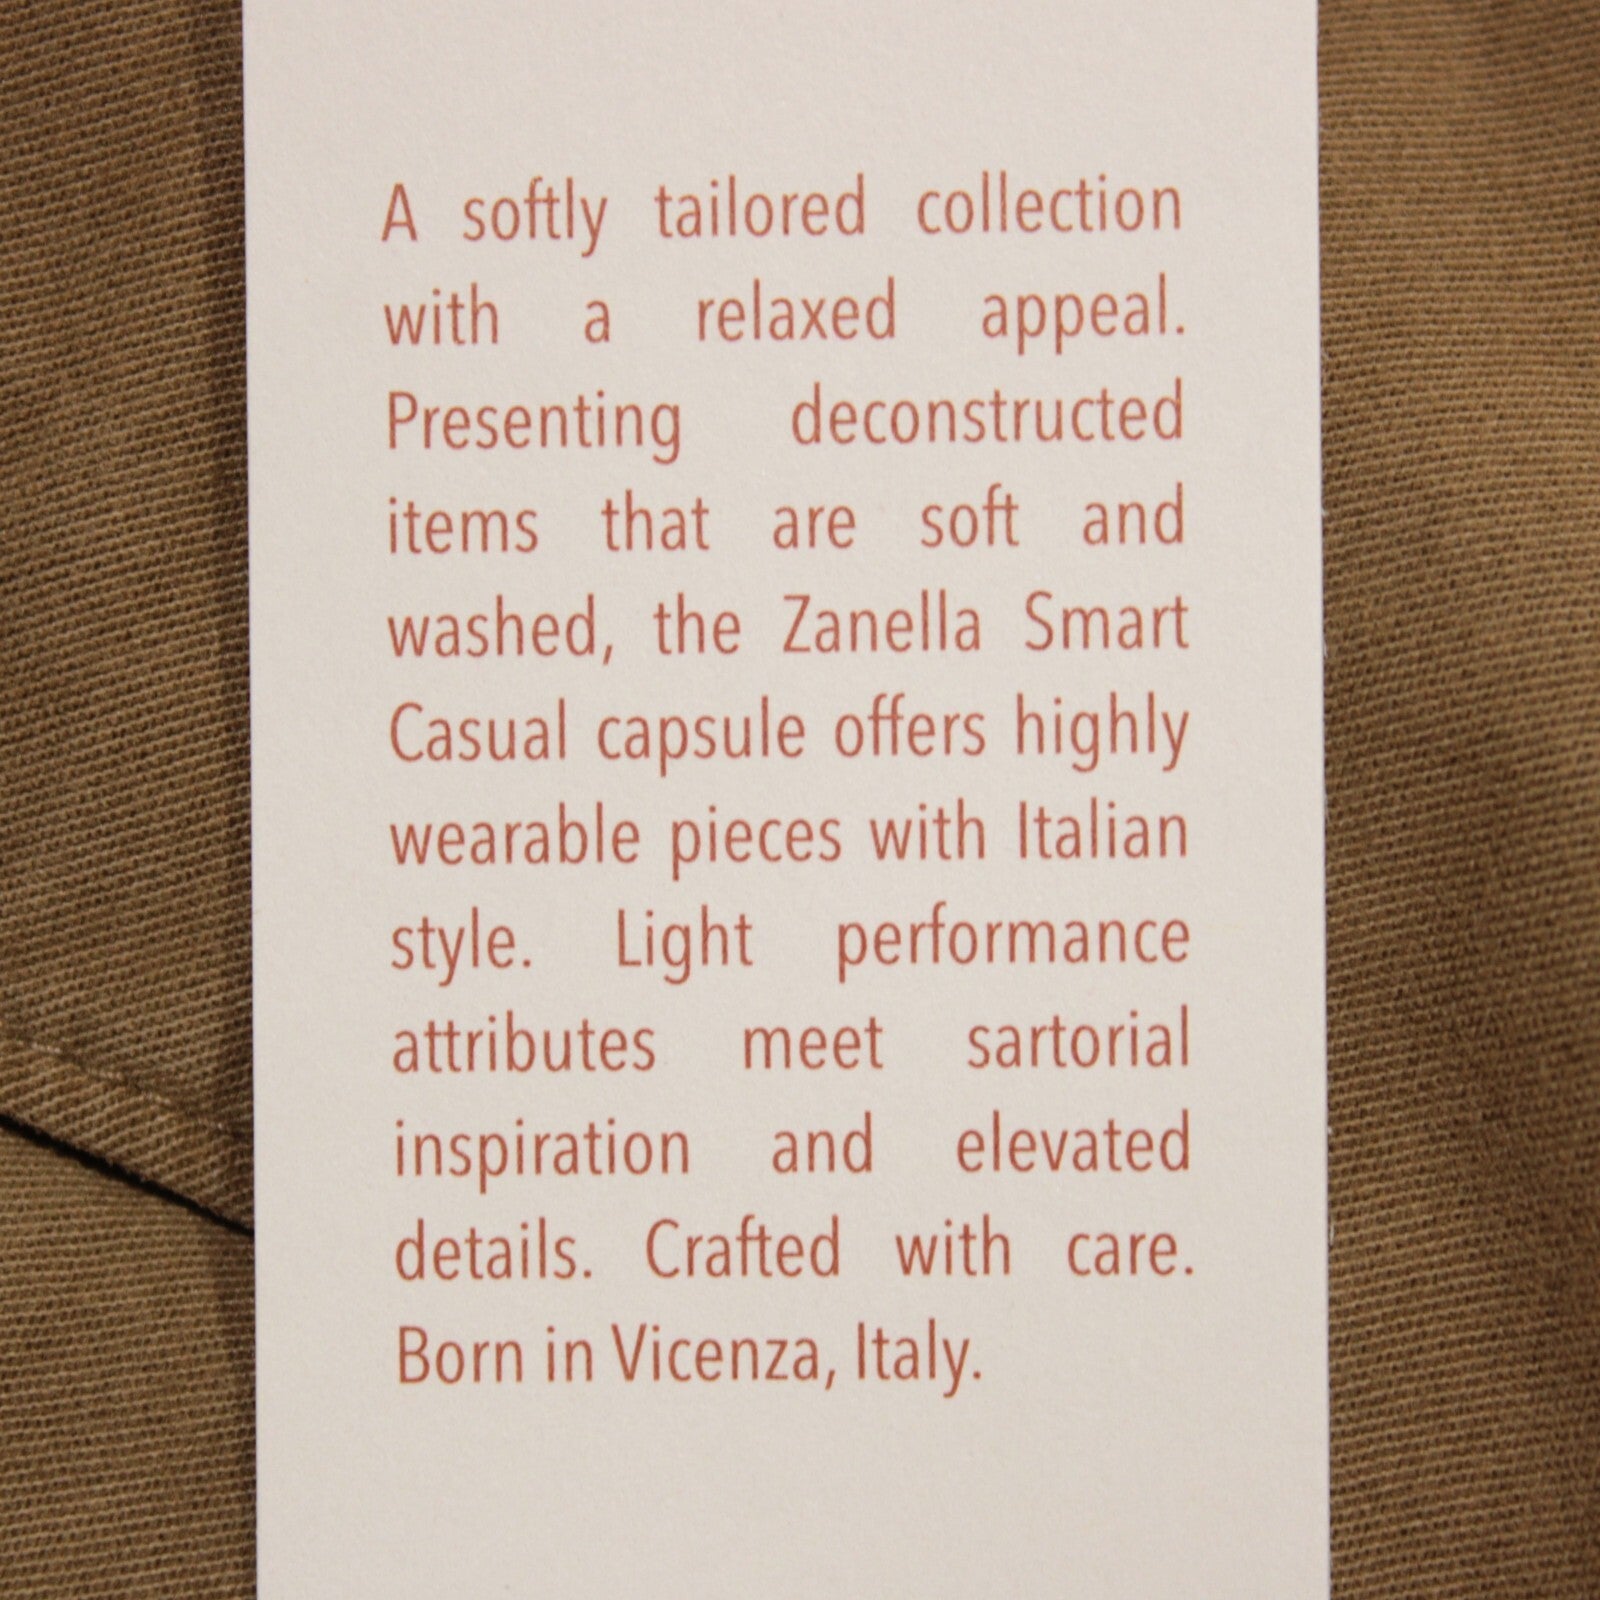 A softly tailored collection
with a relaxed appeal.
Presenting deconstructed
items that are soft and
washed, the Zanella Smart
Casual capsule offers highly
wearable pieces with Italian
style. Light performance
attributes meet sartorial
inspiration and elevated
details. Crafted with care.
Born in Vicenza, Italy.